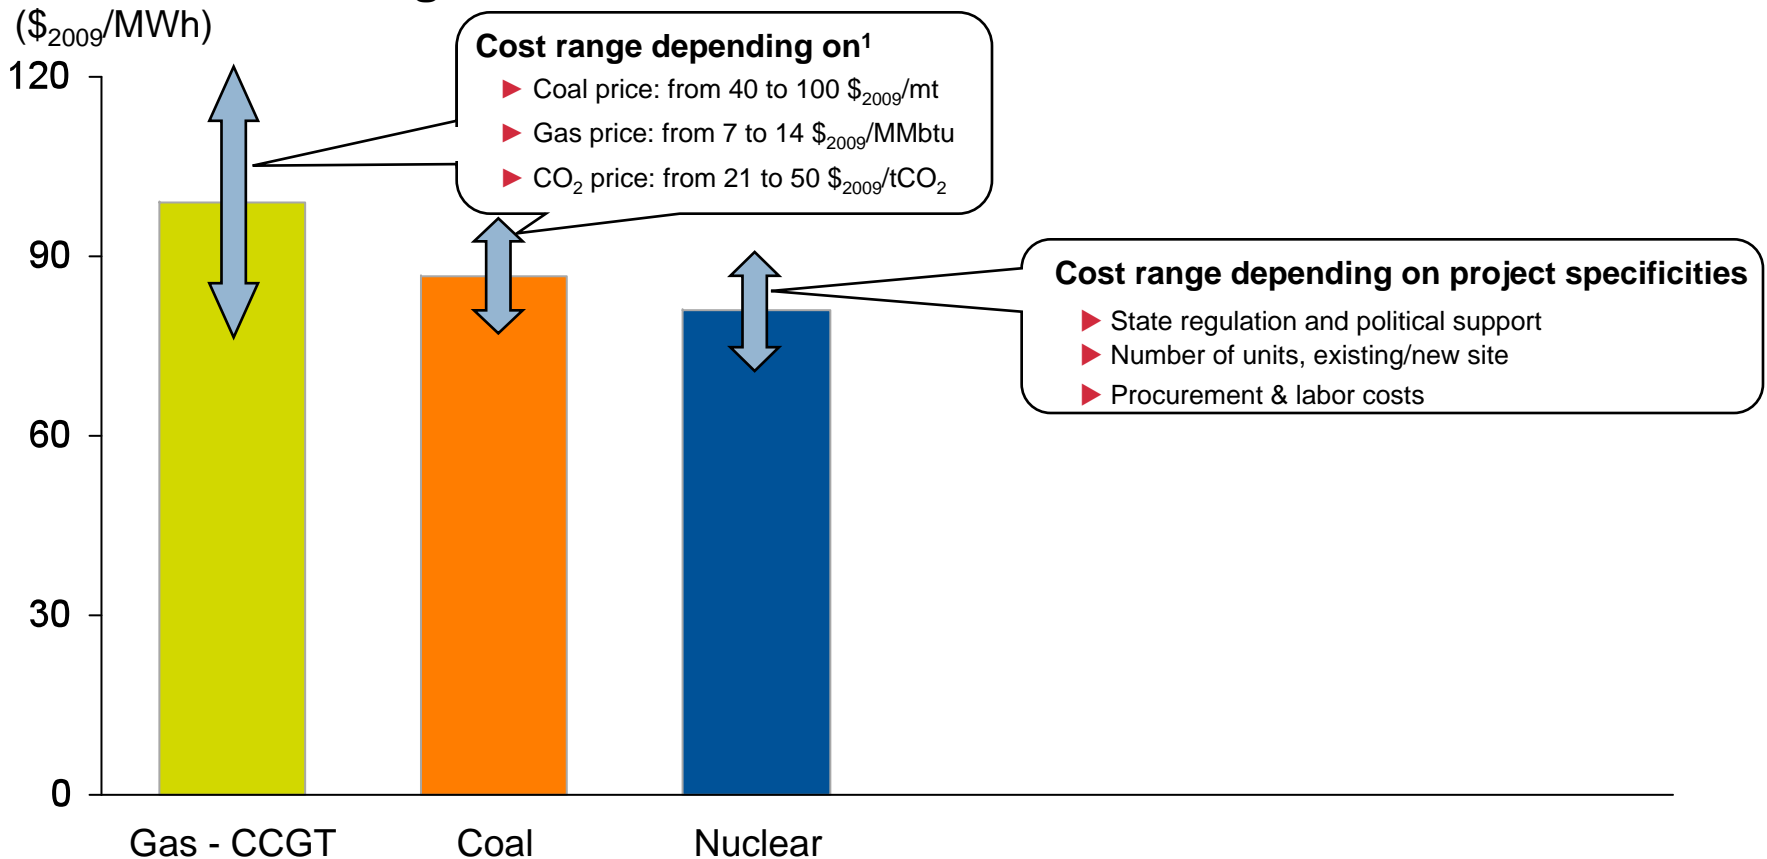 ($2009/MWh)
120
90
60
30
0
Cost range depending on1
Coal price: from 40 to 100 $2009/mt
Gas price: from 7 to 14 $2009/MMbtu
CO2 price: from 21 to 50 $2009/tCO2
Cost range depending on project specificities
State regulation and political support
Number of units, existing/new site
Procurement & labor costs
Gas - CCGT
Coal
Nuclear